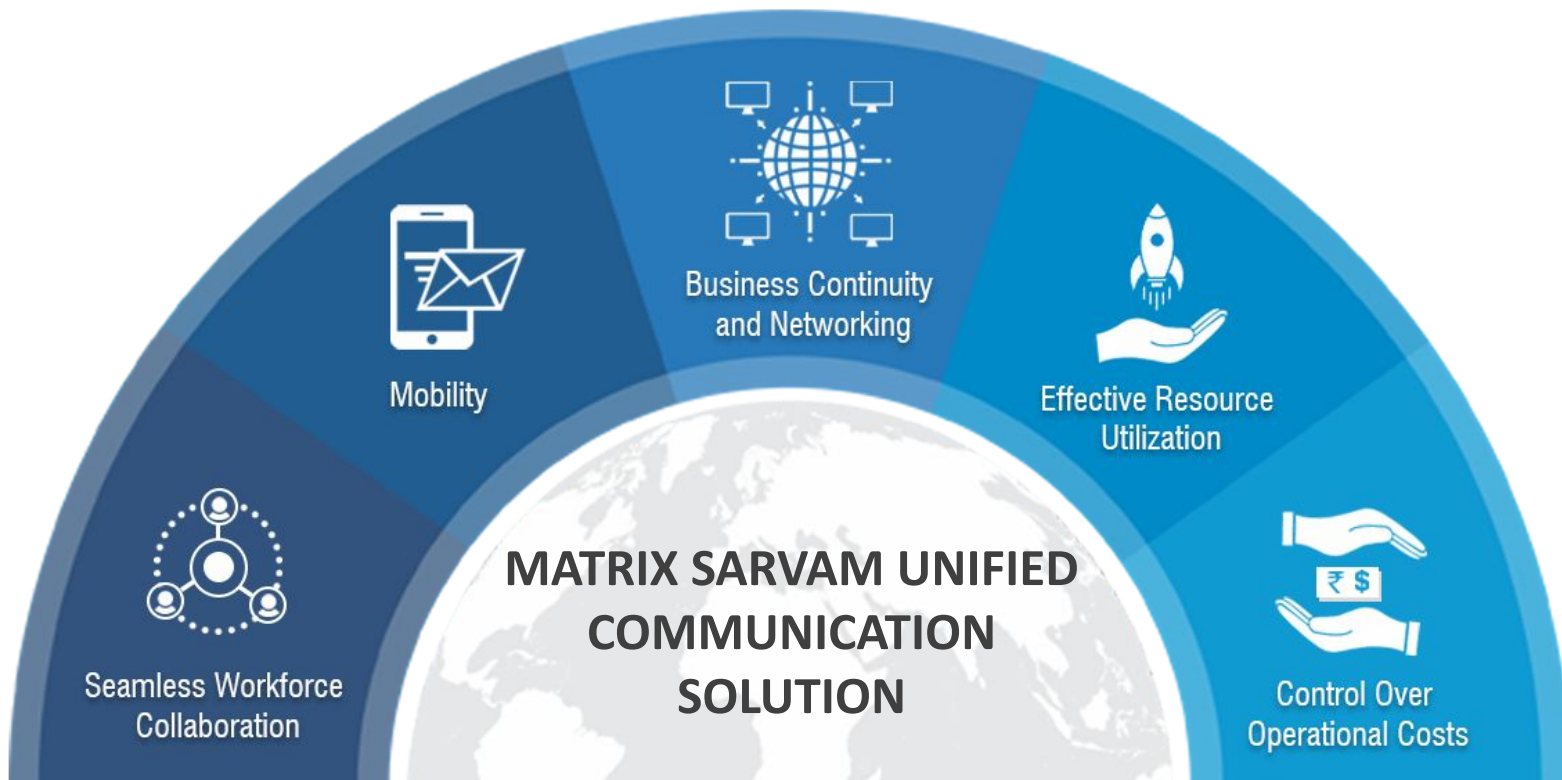 Business Continuity
and Networking
Mobility
Effective Resource
Utilization
Seamless Workforce
Collaboration
₹ $
Control Over
Operational Costs
MATRIX SARVAM UNIFIED
COMMUNICATION
SOLUTION